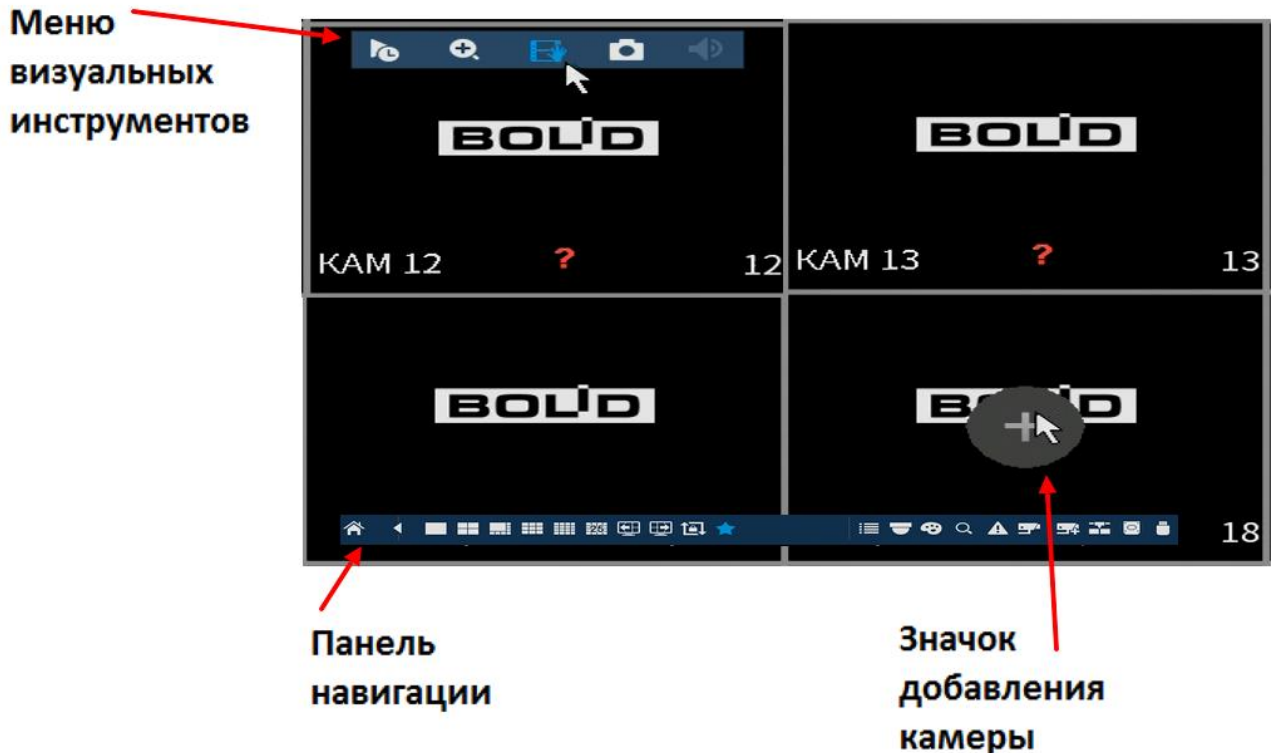 Меню
визуальных
инструментов
BOLID
BOLID
КАМ 12
?
12
КАМ 13
?
13
BOLID
18
Панель
навигации
Значок
добавления
камеры